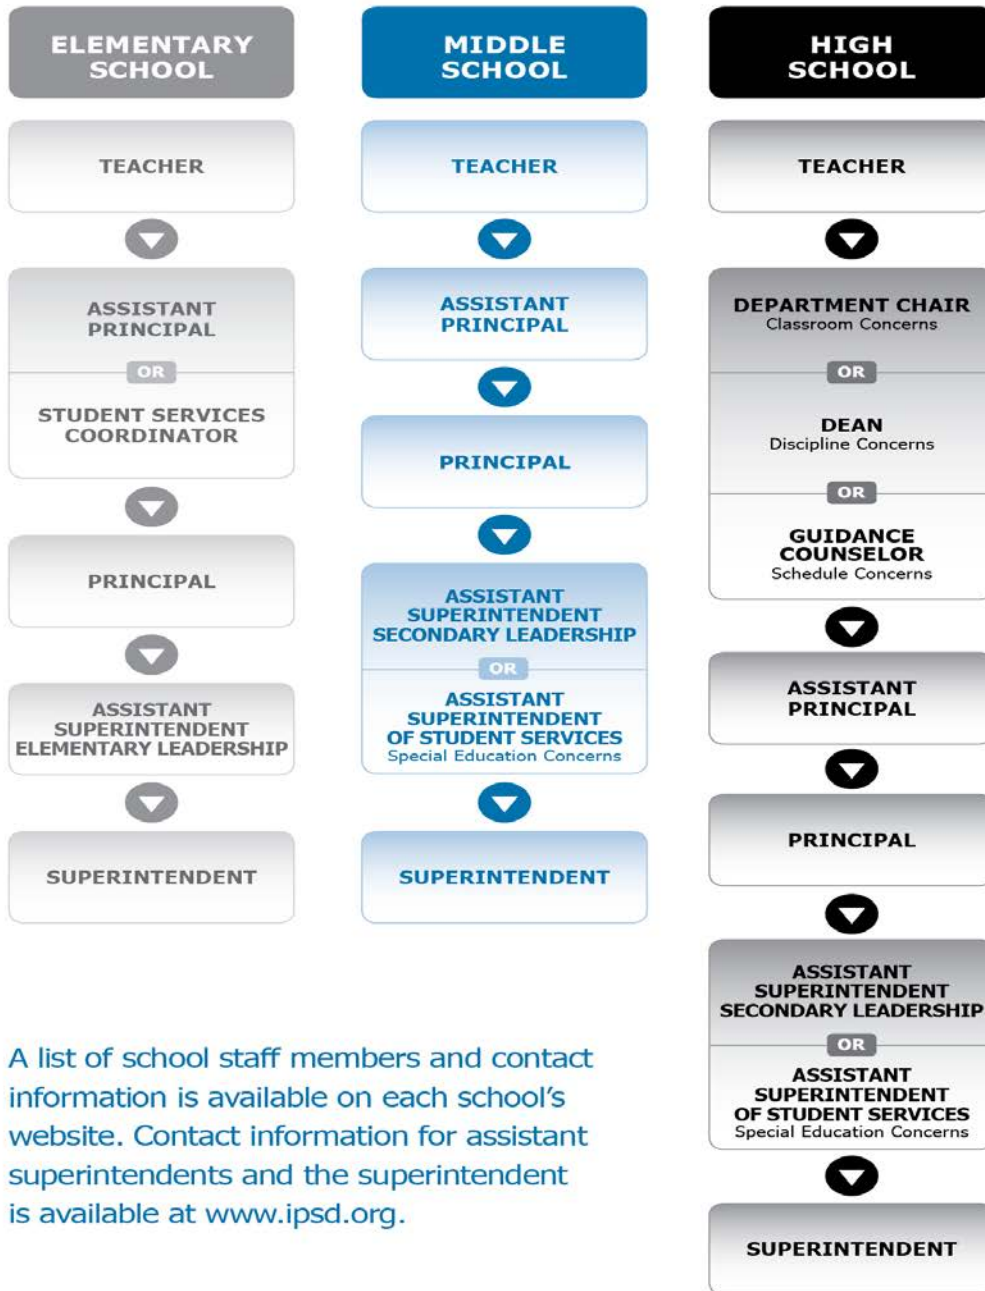 ELEMENTARY
SCHOOL
TEACHER
ASSISTANT
PRINCIPAL
OR
STUDENT SERVICES
COORDINATOR
PRINCIPAL
ASSISTANT
SUPERINTENDENT
ELEMENTARY LEADERSHIP
SUPERINTENDENT
MIDDLE
SCHOOL
TEACHER
ASSISTANT
PRINCIPAL
PRINCIPAL
ASSISTANT
SUPERINTENDENT
SECONDARY LEADERSHIP
OR
ASSISTANT
SUPERINTENDENT
OF STUDENT SERVICES
Special Education Concerns
SUPERINTENDENT
HIGH
SCHOOL
TEACHER
DEPARTMENT CHAIR
Classroom Concerns
OR
DEAN
Discipline Concerns
OR
GUIDANCE
COUNSELOR
Schedule Concerns
ASSISTANT
PRINCIPAL
PRINCIPAL
ASSISTANT
SUPERINTENDENT
SECONDARY LEADERSHIP
OR
ASSISTANT
SUPERINTENDENT
OF STUDENT SERVICES
Special Education Concerns
SUPERINTENDENT
A list of school staff members and contact
information is available on each school’s
website. Contact information for assistant
superintendents and the superintendent
is available at www.ipsd.org.